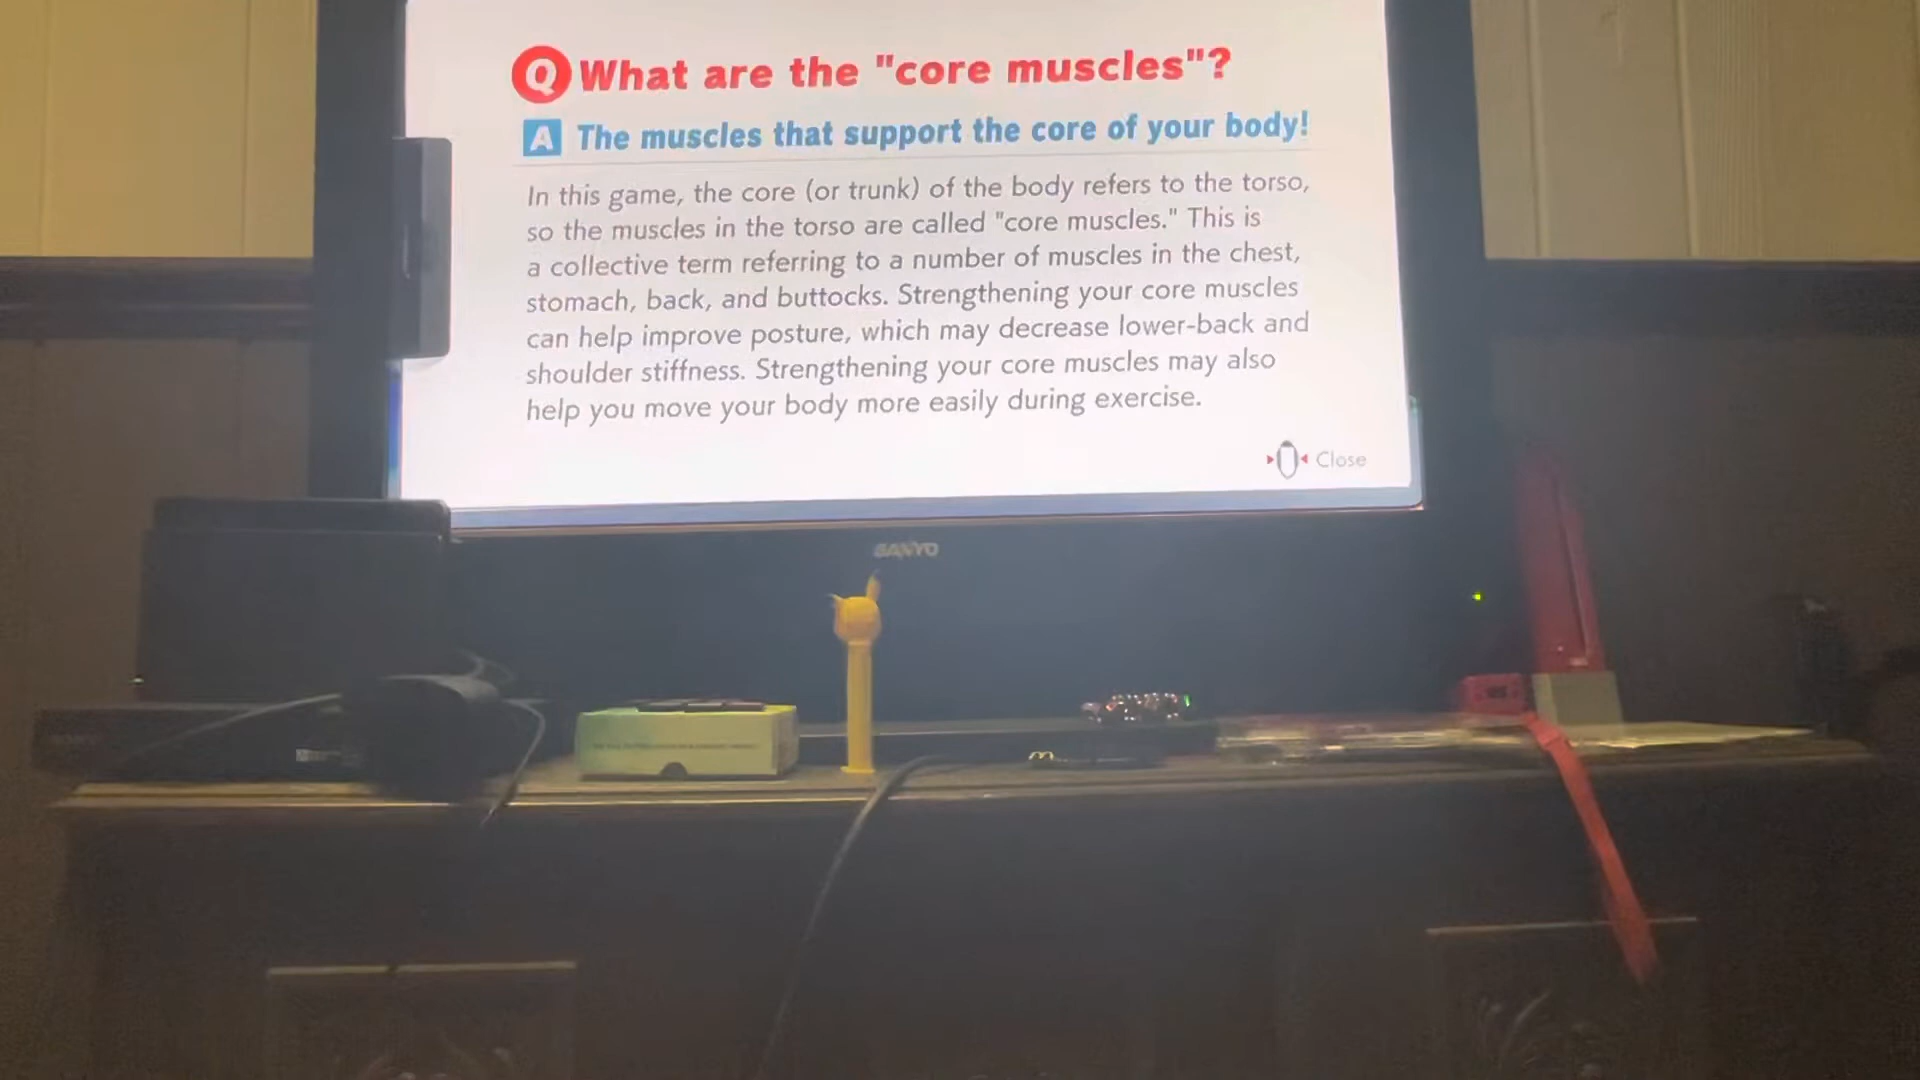 Q What are the "core muscles"?
A The muscles that support the core of your body!
In this game, the core (or trunk) of the body refers to the torso,
so the muscles in the torso are called "core muscles." This is
a collective term referring to a number of muscles in the chest,
stomach, back, and buttocks. Strengthening your core muscles
can help improve posture, which may decrease lower-back and
shoulder stiffness. Strengthening your core muscles may also
help you move your body more easily during exercise.
Close
SANYO